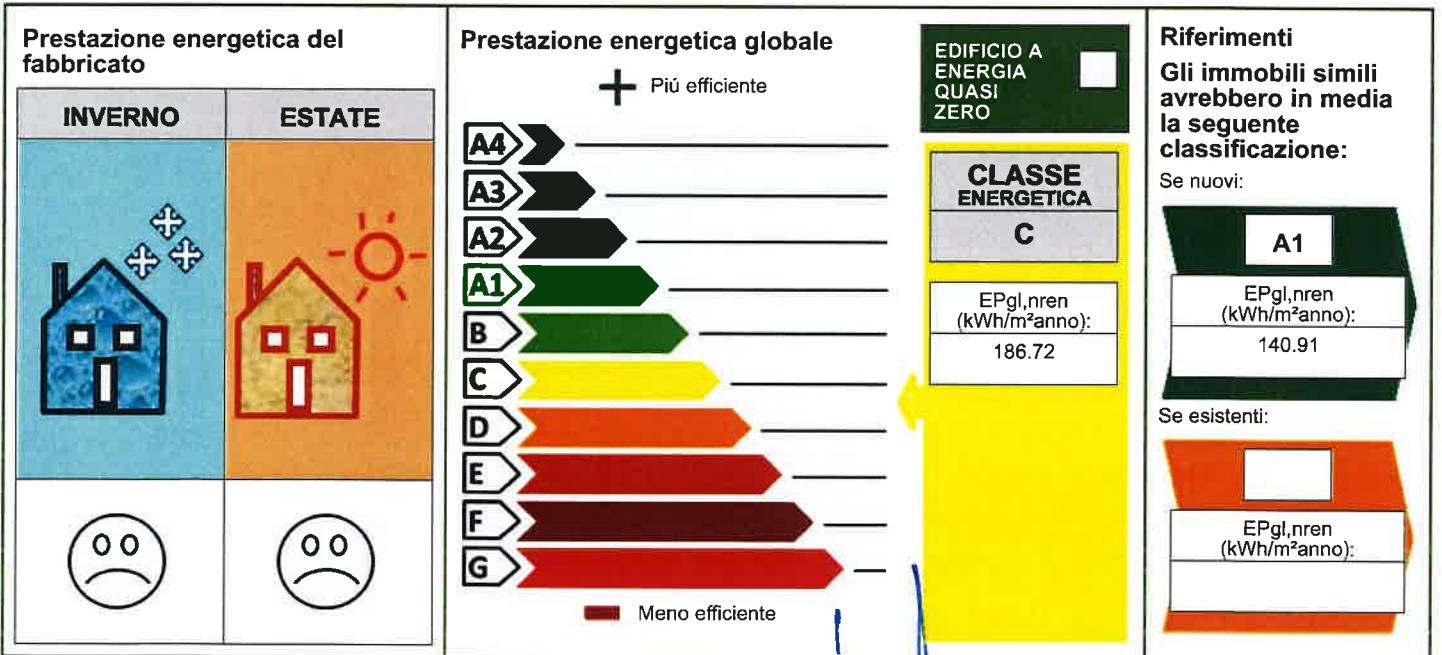 Prestazione energetica del
fabbricato
INVERNO
ESTATE
Prestazione energetica globale
Piú efficiente
A4
A3
A2
A1
B
C
D
E
F
G
Meno efficiente
EDIFICIO A
ENERGIA
QUASI
ZERO
CLASSE
ENERGETICA
C
EPgl,nren
(kWh/m²anno):
186.72
Riferimenti
Gli immobili simili
avrebbero in media
la seguente
classificazione:
Se nuovi:
A1
EPgl,nren
(kWh/m²anno):
140.91
Se esistenti:
EPgl,nren
(kWh/m²anno):